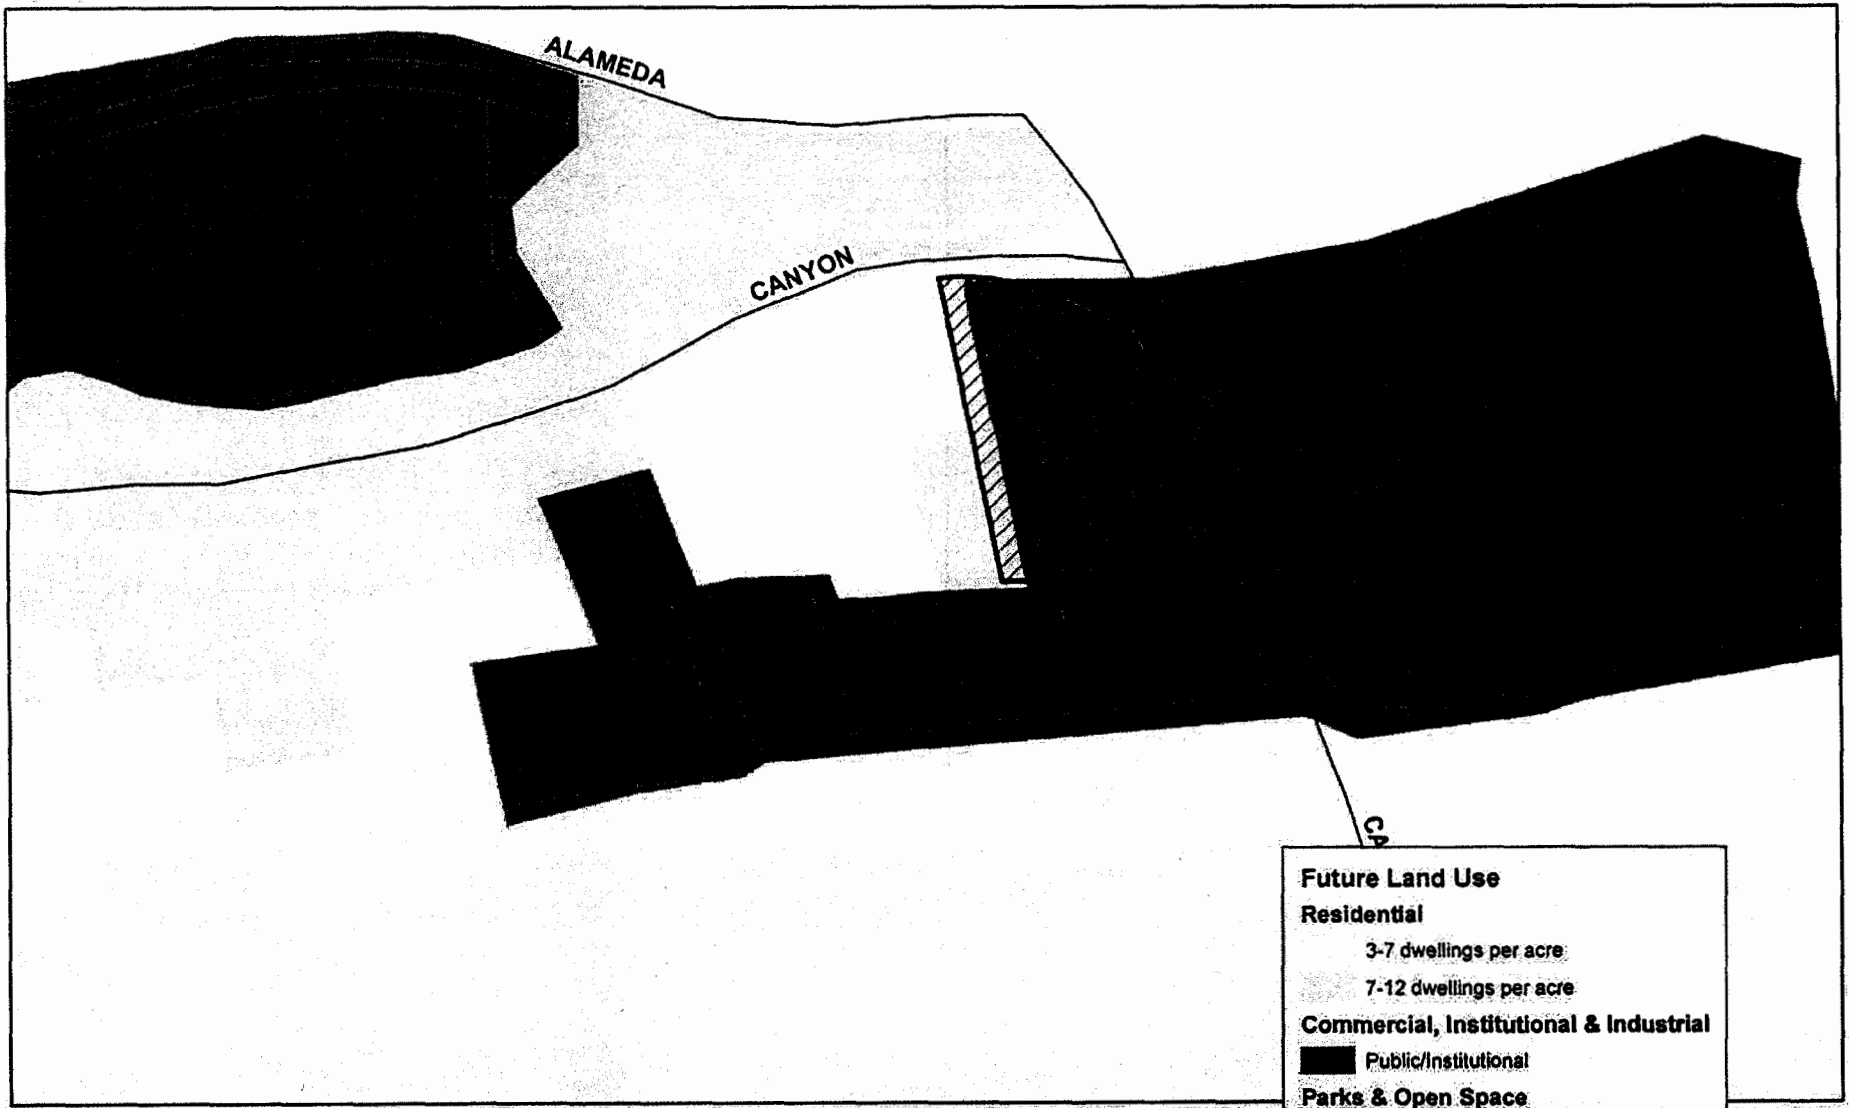 ALAMEDA
CANYON
CA
Future Land Use
Residential
3-7 dwellings per acre
7-12 dwellings per acre
Commercial, Institutional & Industrial
Public/Institutional
Parks & Open Space